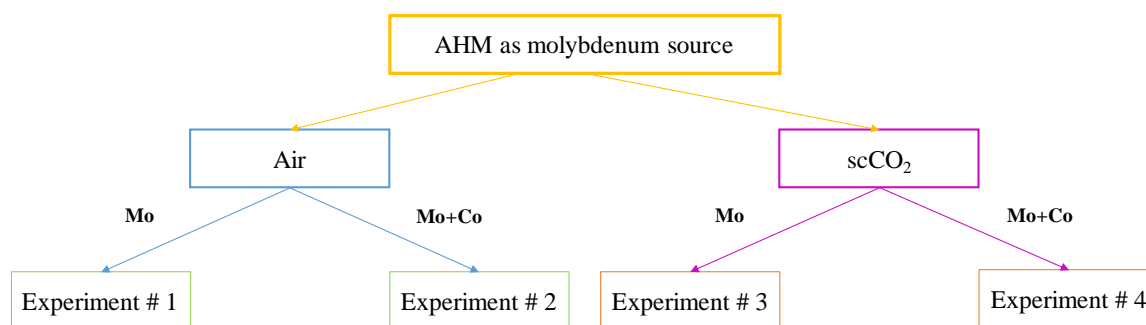 AHM as molybdenum source
Air
scCO₂
Mo
Mo+Co
Mo
Mo+Co
Experiment # 1
Experiment # 2
Experiment # 3
Experiment # 4